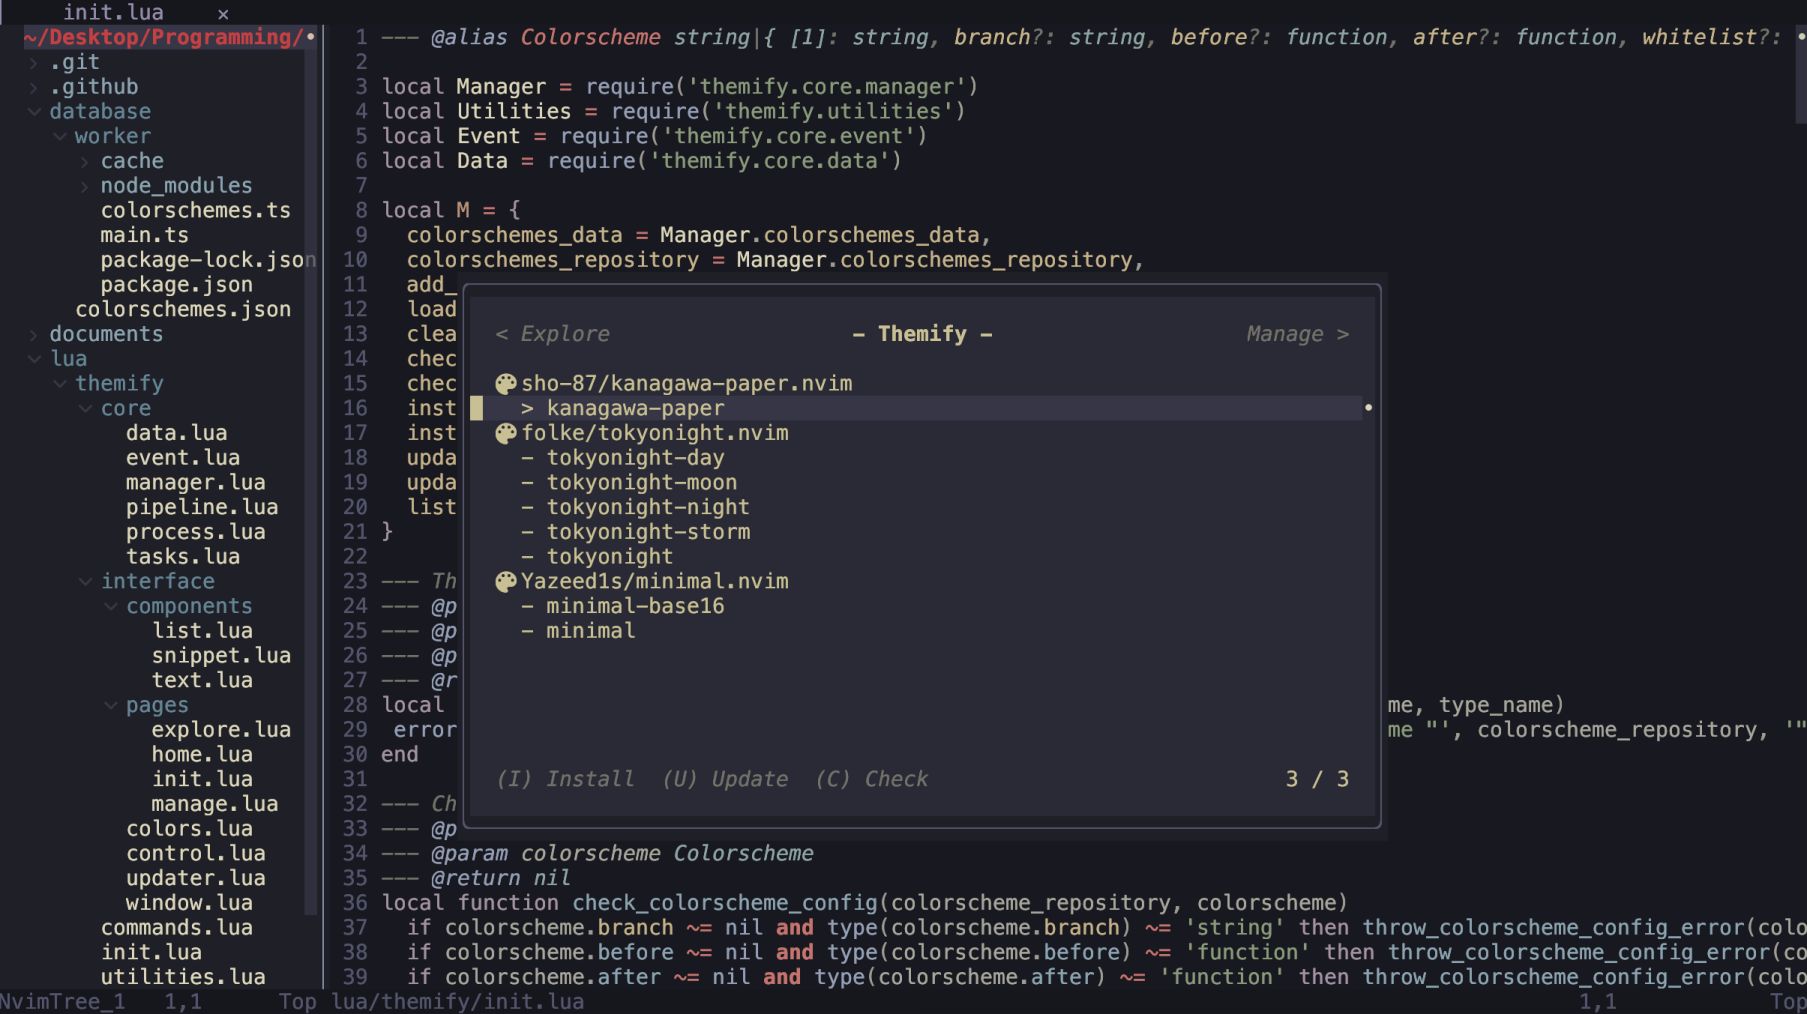 init.lua ×
~/Desktop/Programming/
.git
.github
database
worker
cache
node_modules
colorschemes.ts
main.ts
package-lock.json
package.json
colorschemes.json
documents
lua
themify
core
data.lua
event.lua
manager.lua
pipeline.lua
process.lua
tasks.lua
interface
components
list.lua
snippet.lua
text.lua
pages
explore.lua
home.lua
init.lua
manage.lua
colors.lua
control.lua
updater.lua
window.lua
commands.lua
init.lua
utilities.lua
1 --- @alias Colorscheme string|{ [1]: string, branch?: string, before?: function, after?: function, whitelist?:
2
3 local Manager = require('themify.core.manager')
4 local Utilities = require('themify.utilities')
5 local Event = require('themify.core.event')
6 local Data = require('themify.core.data')
7
8 local M = {
9 colorschemes_data = Manager.colorschemes_data,
10 colorschemes_repository = Manager.colorschemes_repository,
11 add_
12 load
13 clea
14 chec
15 chec
16 inst
17 inst
18 upda
19 upda
20 list
21 }
22
23 --- Th
24 --- @p
25 --- @p
26 --- @p
27 --- @r
28 local me, type_name)
29 error me "', colorscheme_repository, '"
30 end
31
32 --- Ch
33 --- @p
34 --- @param colorscheme Colorscheme
35 --- @return nil
36 local function check_colorscheme_config(colorscheme_repository, colorscheme)
37 if colorscheme.branch ~= nil and type(colorscheme.branch) ~= 'string' then throw_colorscheme_config_error(colo
38 if colorscheme.before ~= nil and type(colorscheme.before) ~= 'function' then throw_colorscheme_config_error(co
39 if colorscheme.after ~= nil and type(colorscheme.after) ~= 'function' then throw_colorscheme_config_error(colo
< Explore - Themify - Manage >
sho-87/kanagawa-paper.nvim
> kanagawa-paper
folke/tokyonight.nvim
- tokyonight-day
- tokyonight-moon
- tokyonight-night
- tokyonight-storm
- tokyonight
Yazeed1s/minimal.nvim
- minimal-base16
- minimal
(I) Install (U) Update (C) Check 3 / 3
NvimTree_1 1,1 Top lua/themify/init.lua 1,1 Top